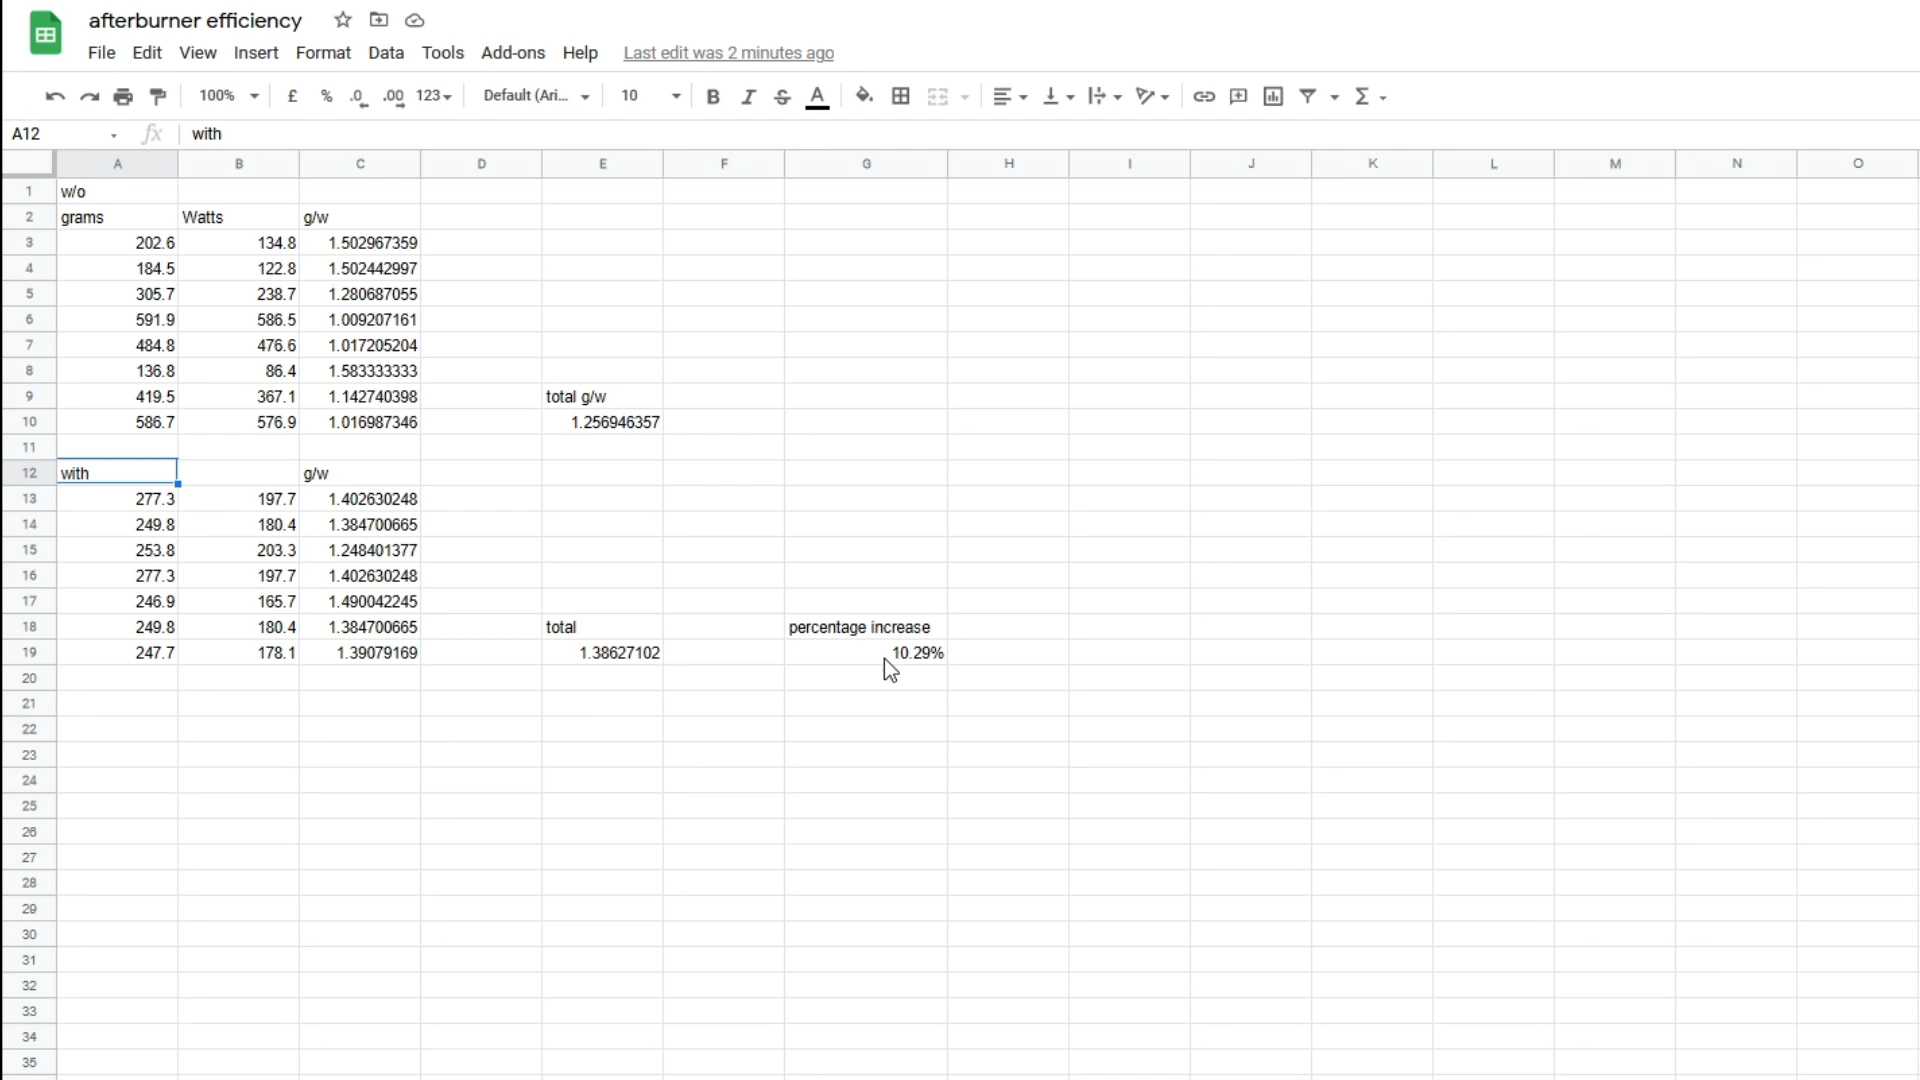 afterburner efficiency
File Edit View Insert Format Data Tools Add-ons Help Last edit was 2 minutes ago
100% £ % .0 .00 123 Default (Ari... 10 B I S A Σ
A12 fx with
A B C D E F G H I J K L M N O
1 w/o
2 grams Watts g/w
3 202.6 134.8 1.502967359
4 184.5 122.8 1.502442997
5 305.7 238.7 1.280687055
6 591.9 586.5 1.009207161
7 484.8 476.6 1.017205204
8 136.8 86.4 1.583333333
9 419.5 367.1 1.142740398 total g/w
10 586.7 576.9 1.016987346 1.256946357
11
12 with g/w
13 277.3 197.7 1.402630248
14 249.8 180.4 1.384700665
15 253.8 203.3 1.248401377
16 277.3 197.7 1.402630248
17 246.9 165.7 1.490042245
18 249.8 180.4 1.384700665 total percentage increase
19 247.7 178.1 1.39079169 1.38627102 10.29%
20
21
22
23
24
25
26
27
28
29
30
31
32
33
34
35